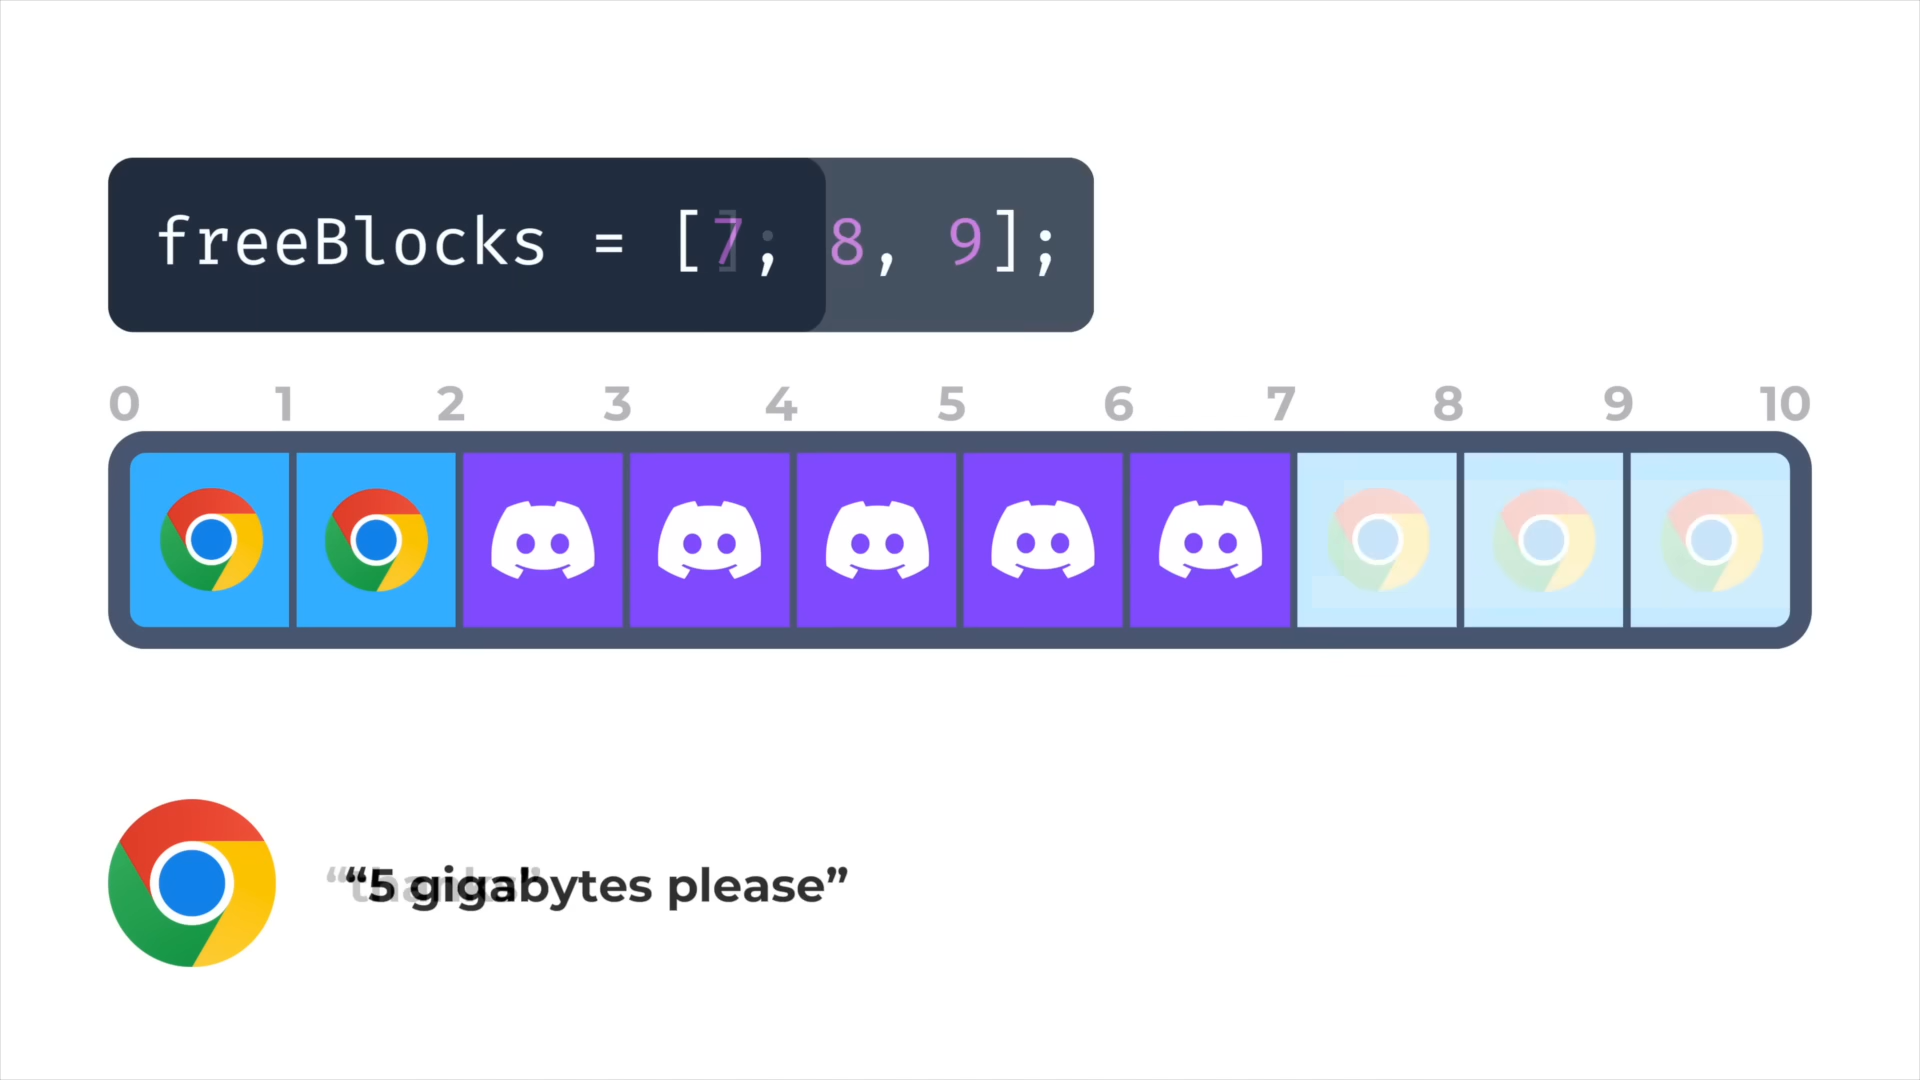 freeBlocks = [7; 8, 9];
0 1 2 3 4 5 6 7 8 9 10
“5 gigabytes please”